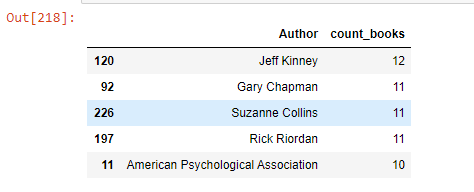 Out[218]:
Author count_books
120 Jeff Kinney 12
92 Gary Chapman 11
226 Suzanne Collins 11
197 Rick Riordan 11
11 American Psychological Association 10